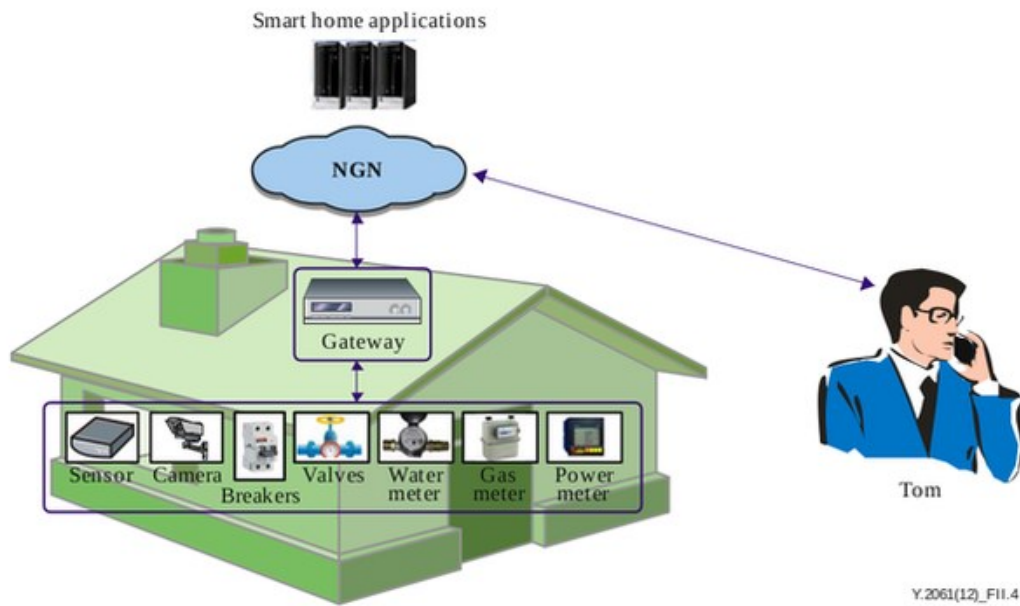 Smart home applications
NGN
Gateway
Sensor
Camera
Breakers
Valves
Water
meter
Gas
meter
Power
meter
Tom
Y.2061(12)_FII.4